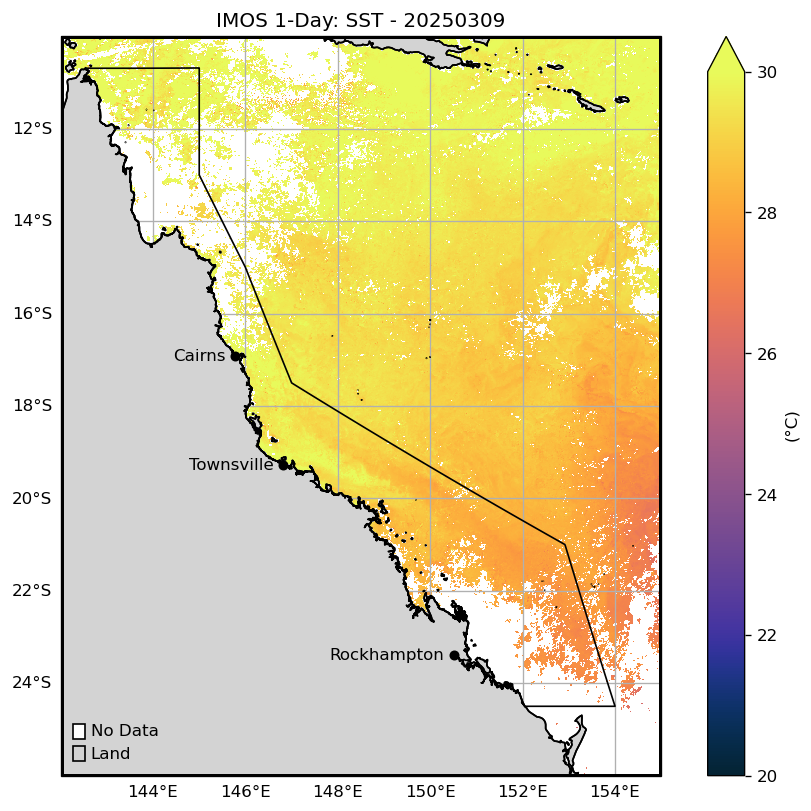 IMOS 1-Day: SST - 20250309
12°S
14°S
16°S
18°S
20°S
22°S
24°S
Cairns
Townsville
Rockhampton
No Data
Land
144°E 146°E 148°E 150°E 152°E 154°E
30
28
26
24
22
20
(°C)